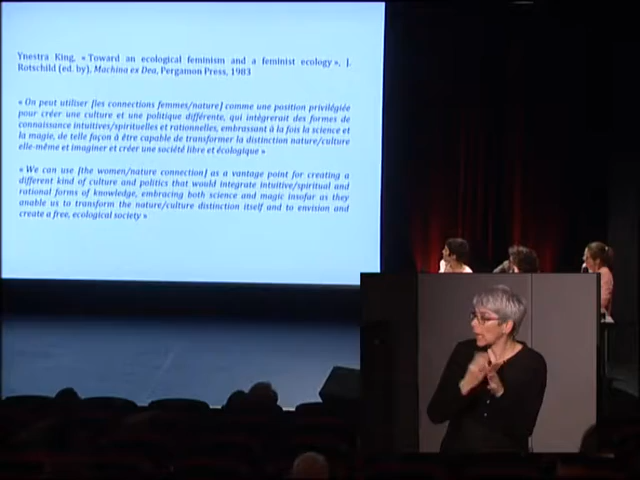 Ynestra King, « Toward an ecological feminism and a feminist ecology », J.
Rotschild (ed. by), Machina ex Dea, Pergamon Press, 1983
« On peut utiliser [les connections femmes/nature] comme une position privilégiée
pour créer une culture et une politique différente, qui intégrerait des formes de
connaissance intuitives/spirituelles et rationnelles, embrassant à la fois la science et
la magie, de telle façon à être capable de transformer la distinction nature/culture
elle-même et imaginer et créer une société libre et écologique »
« We can use [the women/nature connection] as a vantage point for creating a
different kind of culture and politics that would integrate intuitive/spiritual and
rational forms of knowledge, embracing both science and magic insofar as they
anable us to transform the nature/culture distinction itself and to envision and
create a free, ecological society »